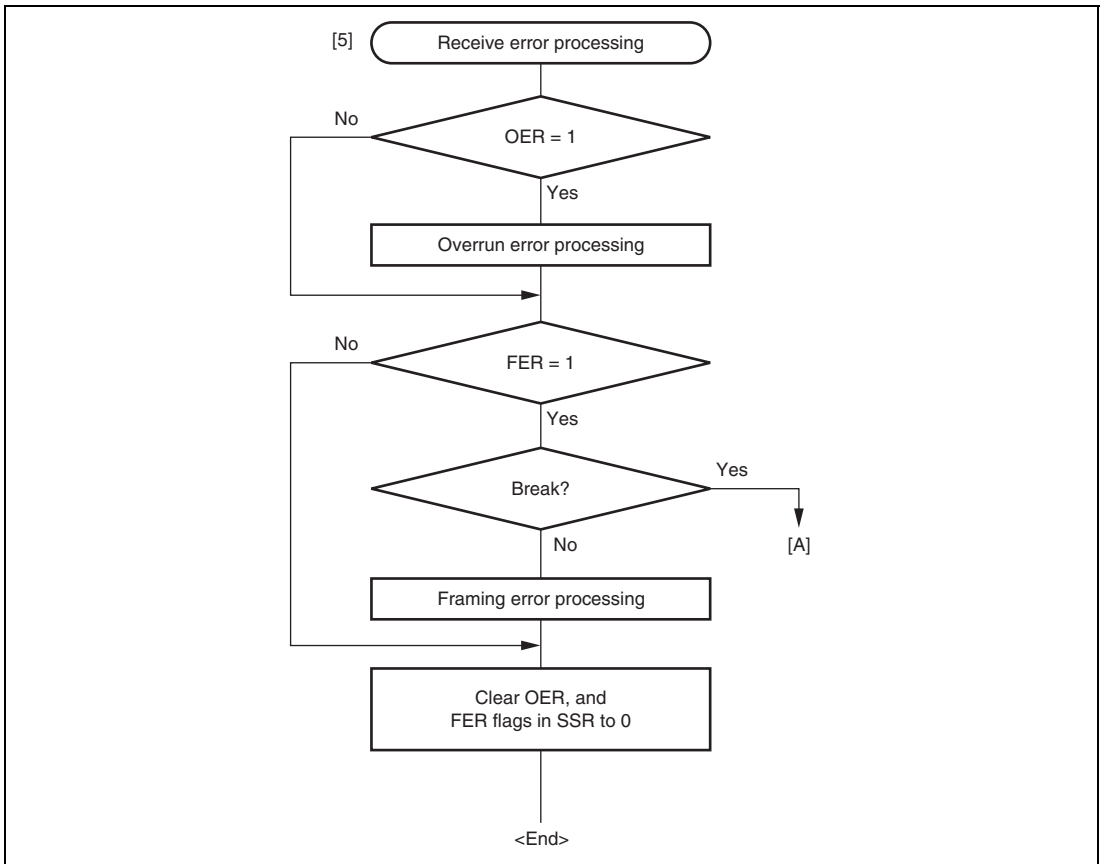 [5]
Receive error processing
No
OER = 1
Yes
Overrun error processing
No
FER = 1
Yes
Break?
Yes
[A]
No
Framing error processing
Clear OER, and
FER flags in SSR to 0
<End>